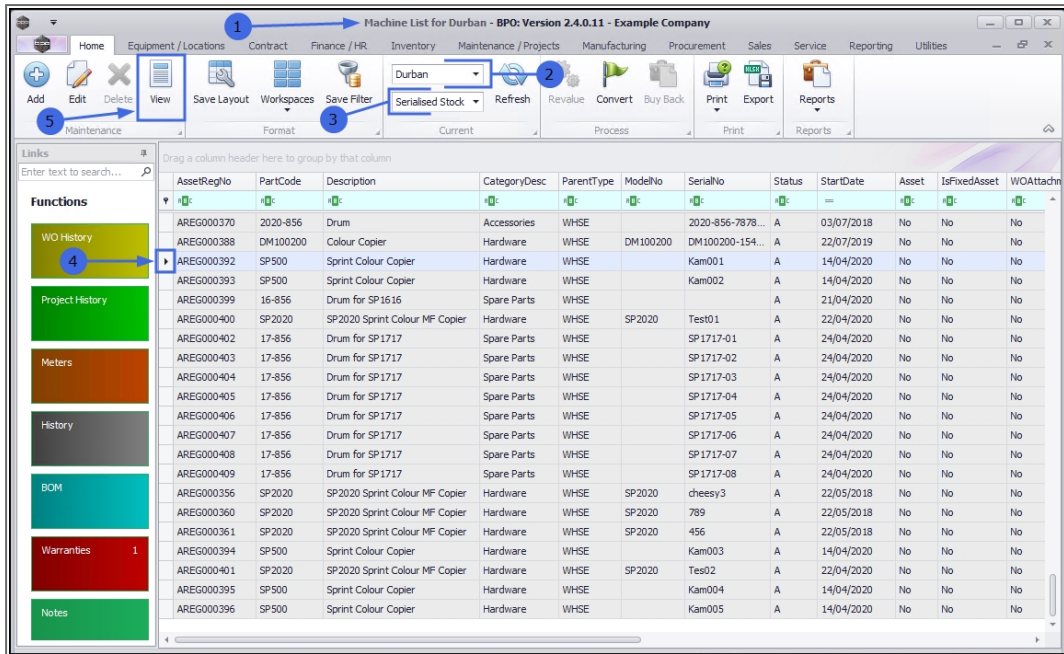 Machine List for Durban - BPO: Version 2.4.0.11 - Example Company
1
Home Equipment / Locations Contract Finance / HR Inventory Maintenance / Projects Manufacturing Procurement Sales Service Reporting Utilities
Durban
2
Serialised Stock
3
Add Edit Delete View Save Layout Workspaces Save Filter Refresh Revalue Convert Buy Back Print Export Reports
5
Maintenance Format Current Process Print Reports
Links
Enter text to search...
Drag a column header here to group by that column
AssetRegNo PartCode Description CategoryDesc ParentType ModelNo SerialNo Status StartDate Asset IsFixedAsset WOAttachm
Functions
WO History
4
Project History
Meters
History
BOM
Warranties 1
Notes
AREG000370 2020-856 Drum Accessories WHSE 2020-856-7878... A 03/07/2018 No No No
AREG000388 DM100200 Colour Copier Hardware WHSE DM100200 DM100200-154... A 22/07/2019 No No No
AREG000392 SP500 Sprint Colour Copier Hardware WHSE Kam001 A 14/04/2020 No No No
AREG000393 SP500 Sprint Colour Copier Hardware WHSE Kam002 A 14/04/2020 No No No
AREG000399 16-856 Drum for SP1616 Spare Parts WHSE A 21/04/2020 No No No
AREG000400 SP2020 SP2020 Sprint Colour MF Copier Hardware WHSE SP2020 Test01 A 22/04/2020 No No No
AREG000402 17-856 Drum for SP1717 Spare Parts WHSE SP1717-01 A 24/04/2020 No No No
AREG000403 17-856 Drum for SP1717 Spare Parts WHSE SP1717-02 A 24/04/2020 No No No
AREG000404 17-856 Drum for SP1717 Spare Parts WHSE SP1717-03 A 24/04/2020 No No No
AREG000405 17-856 Drum for SP1717 Spare Parts WHSE SP1717-04 A 24/04/2020 No No No
AREG000406 17-856 Drum for SP1717 Spare Parts WHSE SP1717-05 A 24/04/2020 No No No
AREG000407 17-856 Drum for SP1717 Spare Parts WHSE SP1717-06 A 24/04/2020 No No No
AREG000408 17-856 Drum for SP1717 Spare Parts WHSE SP1717-07 A 24/04/2020 No No No
AREG000409 17-856 Drum for SP1717 Spare Parts WHSE SP1717-08 A 24/04/2020 No No No
AREG000356 SP2020 SP2020 Sprint Colour MF Copier Hardware WHSE SP2020 cheesy3 A 22/05/2018 No No No
AREG000360 SP2020 SP2020 Sprint Colour MF Copier Hardware WHSE SP2020 789 A 22/05/2018 No No No
AREG000361 SP2020 SP2020 Sprint Colour MF Copier Hardware WHSE SP2020 456 A 22/05/2018 No No No
AREG000394 SP500 Sprint Colour Copier Hardware WHSE Kam003 A 14/04/2020 No No No
AREG000401 SP2020 SP2020 Sprint Colour MF Copier Hardware WHSE SP2020 Tes02 A 22/04/2020 No No No
AREG000395 SP500 Sprint Colour Copier Hardware WHSE Kam004 A 14/04/2020 No No No
AREG000396 SP500 Sprint Colour Copier Hardware WHSE Kam005 A 14/04/2020 No No No